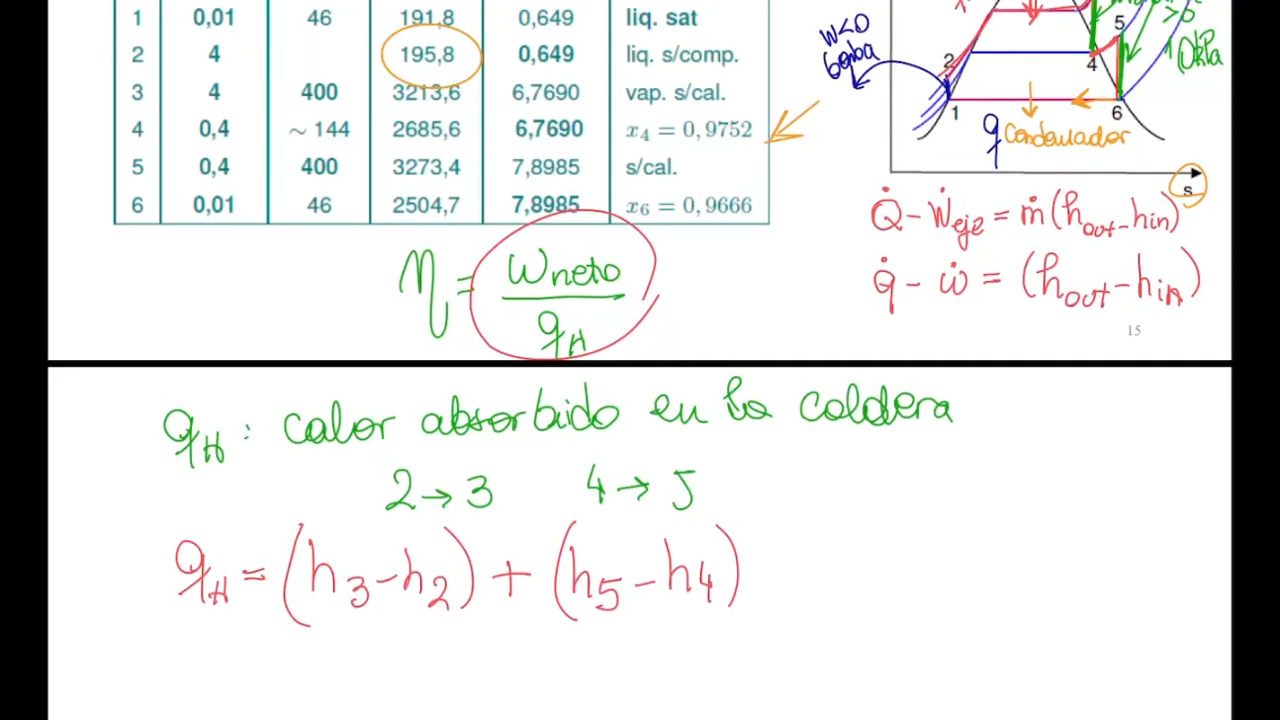 1 0,01 46 191,8 0,649 liq. sat
2 4 195,8 0,649 liq. s/comp.
3 4 400 3213,6 6,7690 vap. s/cal.
4 0,4 ∼ 144 2685,6 6,7690 x₄ = 0,9752
5 0,4 400 3273,4 7,8985 s/cal.
6 0,01 46 2504,7 7,8985 x₆ = 0,9666
W<0
bomba
5
>0
10kPa
2
4
1
6
q condensador
s
Q̇ - Ẇeje = ṁ(hout - hin)
q̇ - ẇ = (hout - hin)
η = wneto / qH
15
qH : calor absorbido en la caldera
2 → 3 4 → 5
qH = (h3 - h2) + (h5 - h4)